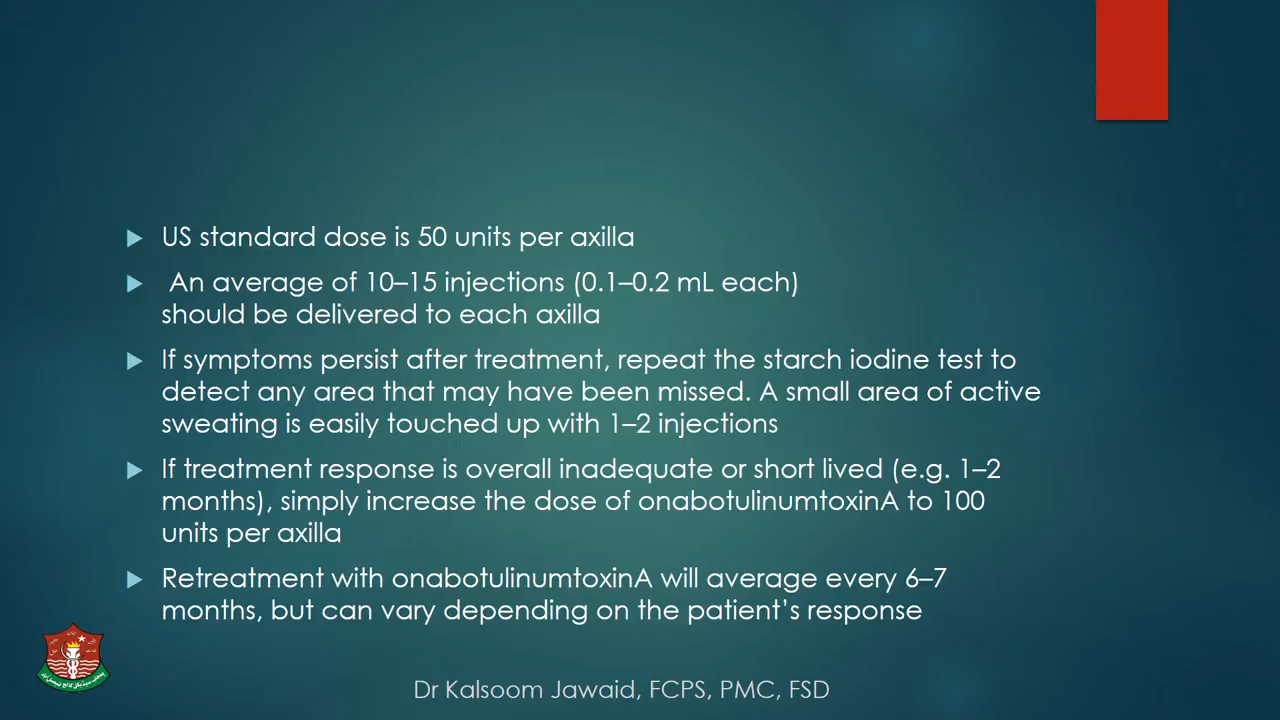 US standard dose is 50 units per axilla
An average of 10–15 injections (0.1–0.2 mL each)
should be delivered to each axilla
If symptoms persist after treatment, repeat the starch iodine test to
detect any area that may have been missed. A small area of active
sweating is easily touched up with 1–2 injections
If treatment response is overall inadequate or short lived (e.g. 1–2
months), simply increase the dose of onabotulinumtoxinA to 100
units per axilla
Retreatment with onabotulinumtoxinA will average every 6–7
months, but can vary depending on the patient’s response
Dr Kalsoom Jawaid, FCPS, PMC, FSD